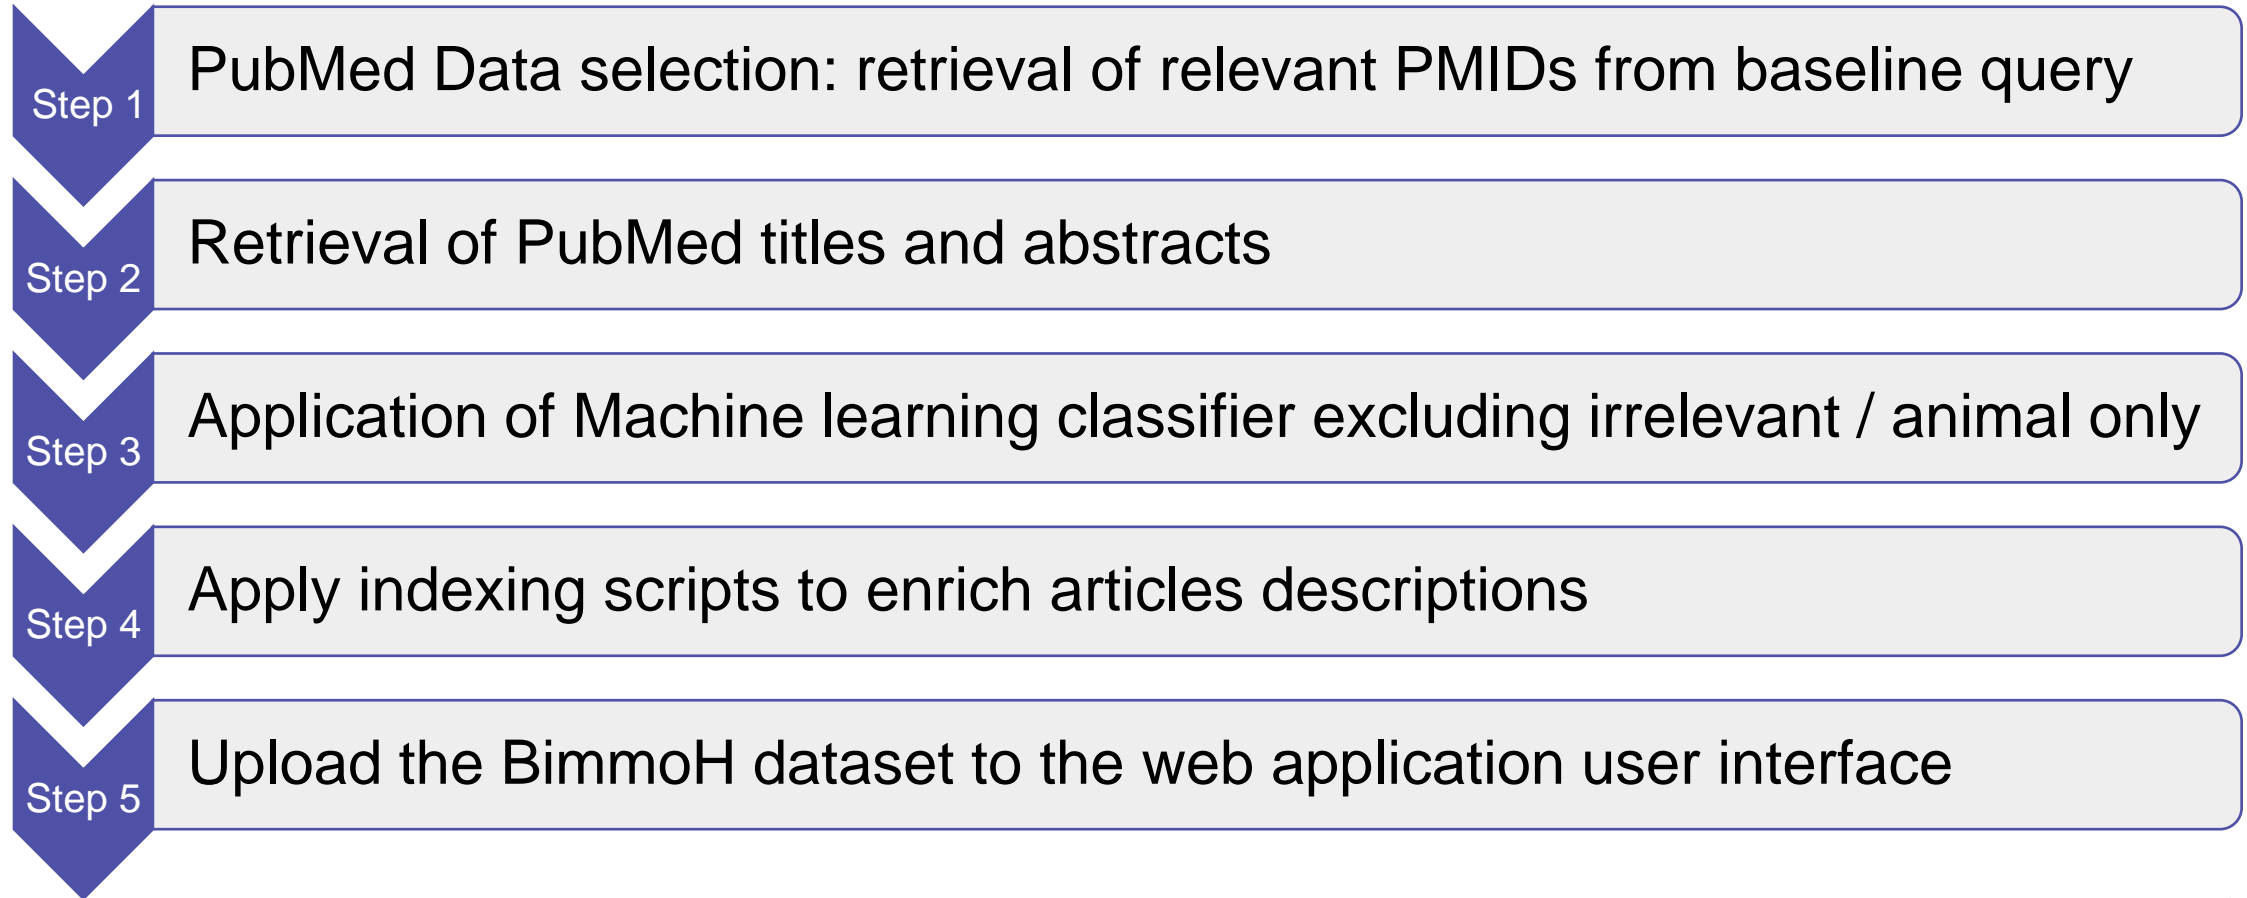 Step 1
PubMed Data selection: retrieval of relevant PMIDs from baseline query
Step 2
Retrieval of PubMed titles and abstracts
Step 3
Application of Machine learning classifier excluding irrelevant / animal only
Step 4
Apply indexing scripts to enrich articles descriptions
Step 5
Upload the BimmoH dataset to the web application user interface